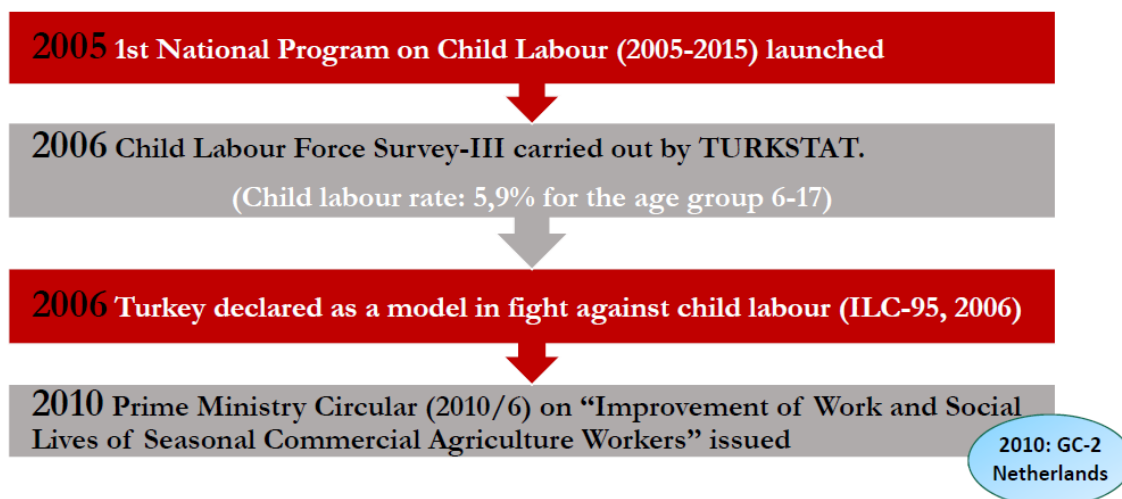 2005 1st National Program on Child Labour (2005-2015) launched
2006 Child Labour Force Survey-III carried out by TURKSTAT.
(Child labour rate: 5,9% for the age group 6-17)
2006 Turkey declared as a model in fight against child labour (ILC-95, 2006)
2010 Prime Ministry Circular (2010/6) on “Improvement of Work and Social
Lives of Seasonal Commercial Agriculture Workers” issued
2010: GC-2
Netherlands